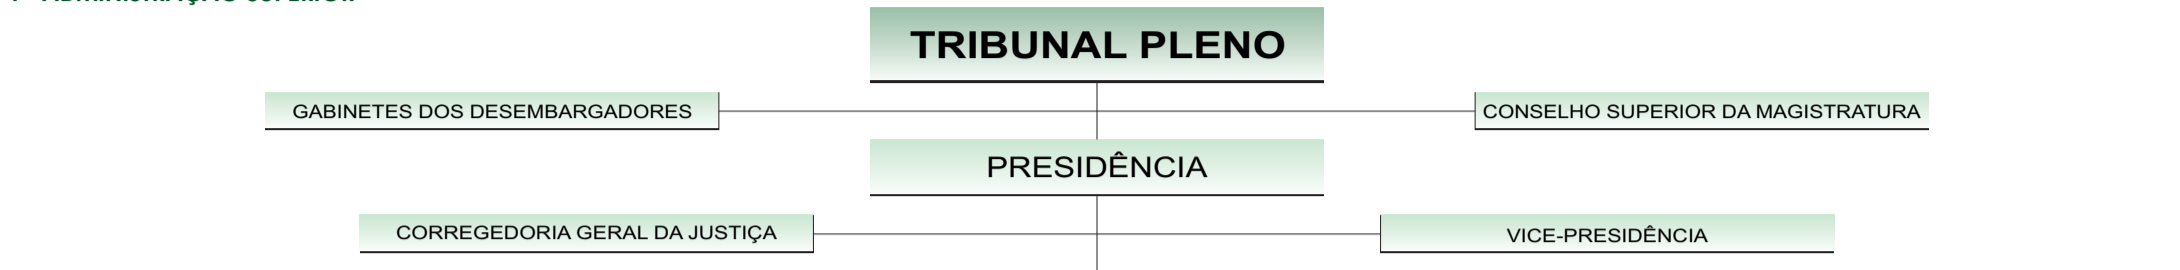 TRIBUNAL PLENO
GABINETES DOS DESEMBARGADORES
CONSELHO SUPERIOR DA MAGISTRATURA
PRESIDÊNCIA
CORREGEDORIA GERAL DA JUSTIÇA
VICE-PRESIDÊNCIA